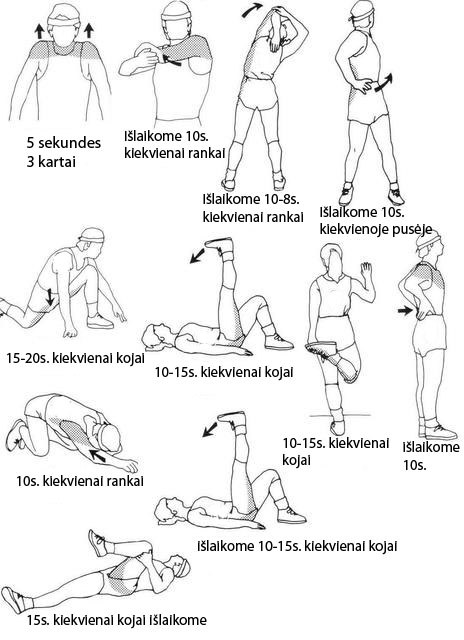 5 sekundes
3 kartai
Išlaikome 10s.
kiekvienai rankai
Išlaikome 10-8s.
kiekvienai rankai
Išlaikome 10s.
kiekvienoje pusėje
15-20s. kiekvienai kojai
10-15s. kiekvienai kojai
10-15s. kiekvienai
kojai
išlaikome
10s.
10s. kiekvienai rankai
išlaikome 10-15s. kiekvienai kojai
15s. kiekvienai kojai išlaikome